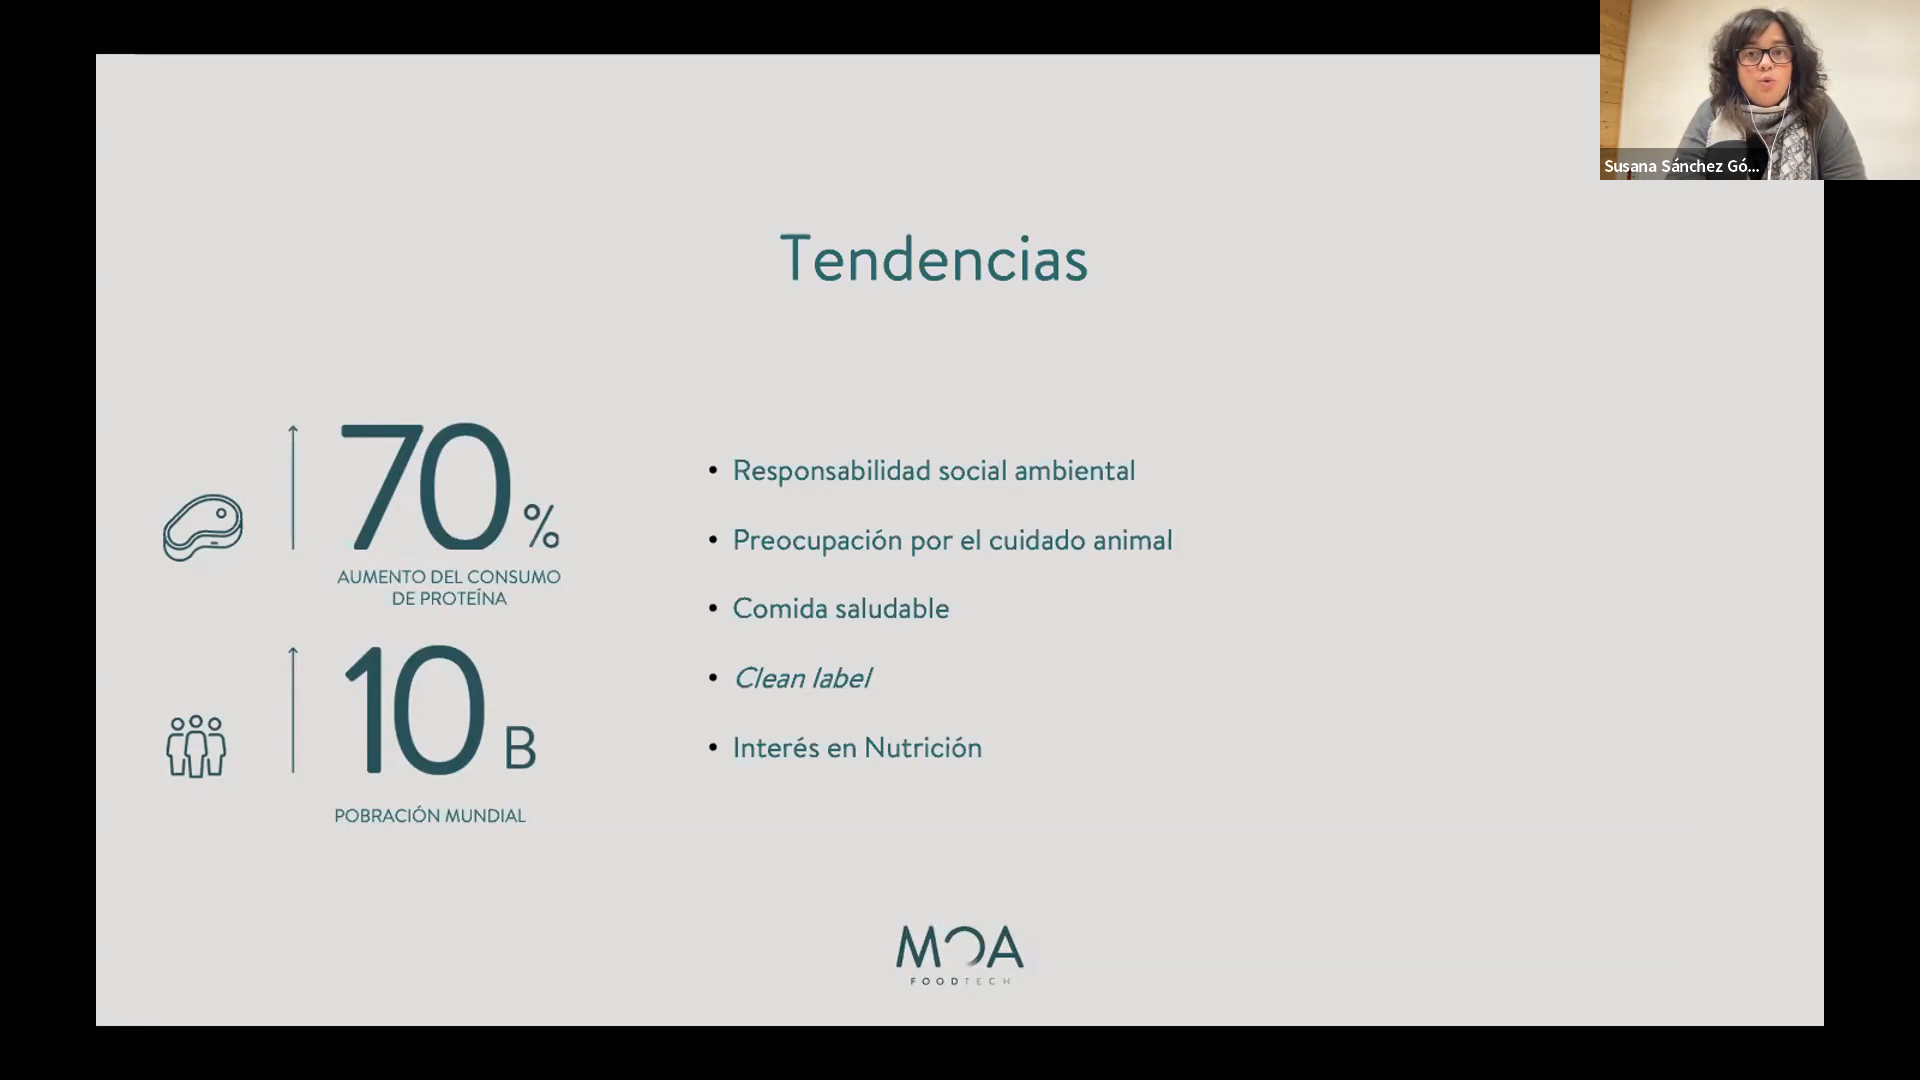 Susana Sánchez Gó...
Tendencias
70 %
AUMENTO DEL CONSUMO
DE PROTEÍNA
10 B
POBRACIÓN MUNDIAL
• Responsabilidad social ambiental
• Preocupación por el cuidado animal
• Comida saludable
• Clean label
• Interés en Nutrición
MOA
FOODTECH